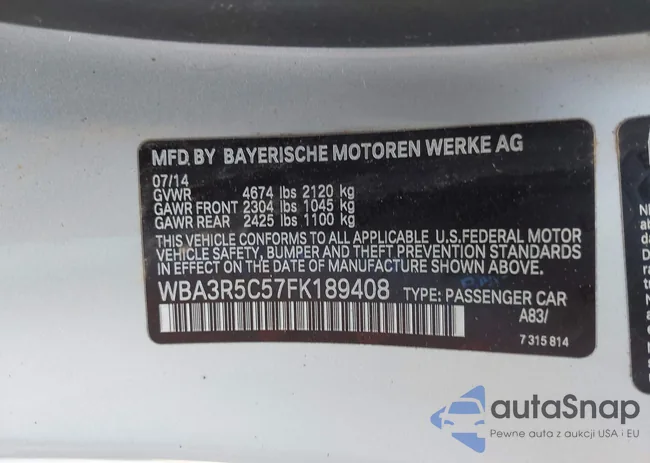 MFD. BY BAYERISCHE MOTOREN WERKE AG
07/14
GVWR 4674 lbs 2120 kg
GAWR FRONT 2304 lbs 1045 kg
GAWR REAR 2425 lbs 1100 kg
THIS VEHICLE CONFORMS TO ALL APPLICABLE U.S.FEDERAL MOTOR
VEHICLE SAFETY, BUMPER AND THEFT PREVENTION STANDARDS
IN EFFECT ON THE DATE OF MANUFACTURE SHOWN ABOVE.
WBA3R5C57FK189408 TYPE: PASSENGER CAR
A83/
7 315 814
autaSnap
Pewne auta z aukcji USA i EU